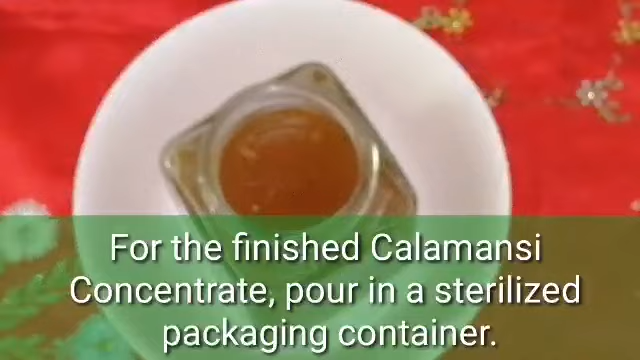 For the finished Calamansi
Concentrate, pour in a sterilized
packaging container.